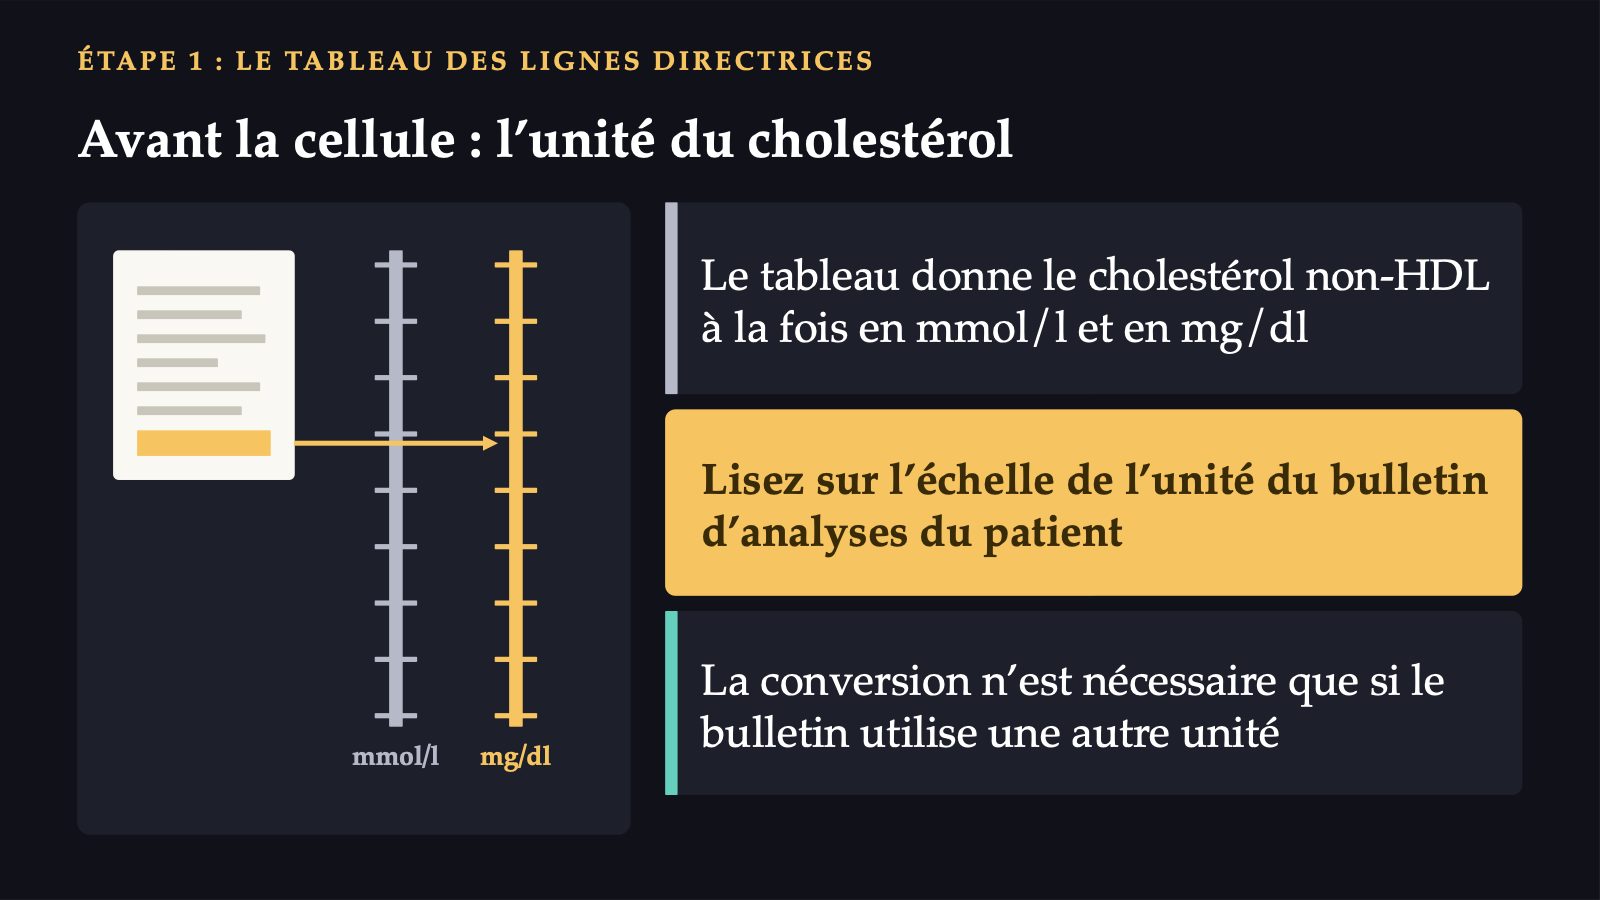 ÉTAPE 1 : LE TABLEAU DES LIGNES DIRECTRICES
Avant la cellule : l’unité du cholestérol
mmol/l
mg/dl
Le tableau donne le cholestérol non-HDL
à la fois en mmol/l et en mg/dl
Lisez sur l’échelle de l’unité du bulletin
d’analyses du patient
La conversion n’est nécessaire que si le
bulletin utilise une autre unité